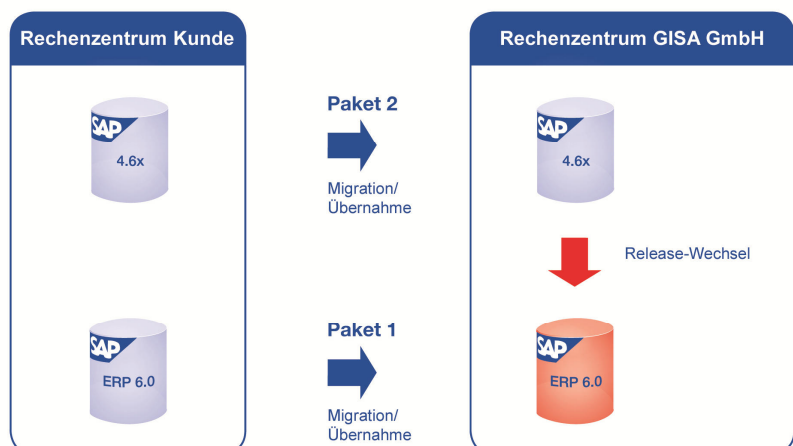 Rechenzentrum Kunde
Rechenzentrum GISA GmbH
SAP
4.6x
Paket 2
Migration/
Übernahme
SAP
4.6x
Release-Wechsel
SAP
ERP 6.0
Paket 1
Migration/
Übernahme
SAP
ERP 6.0